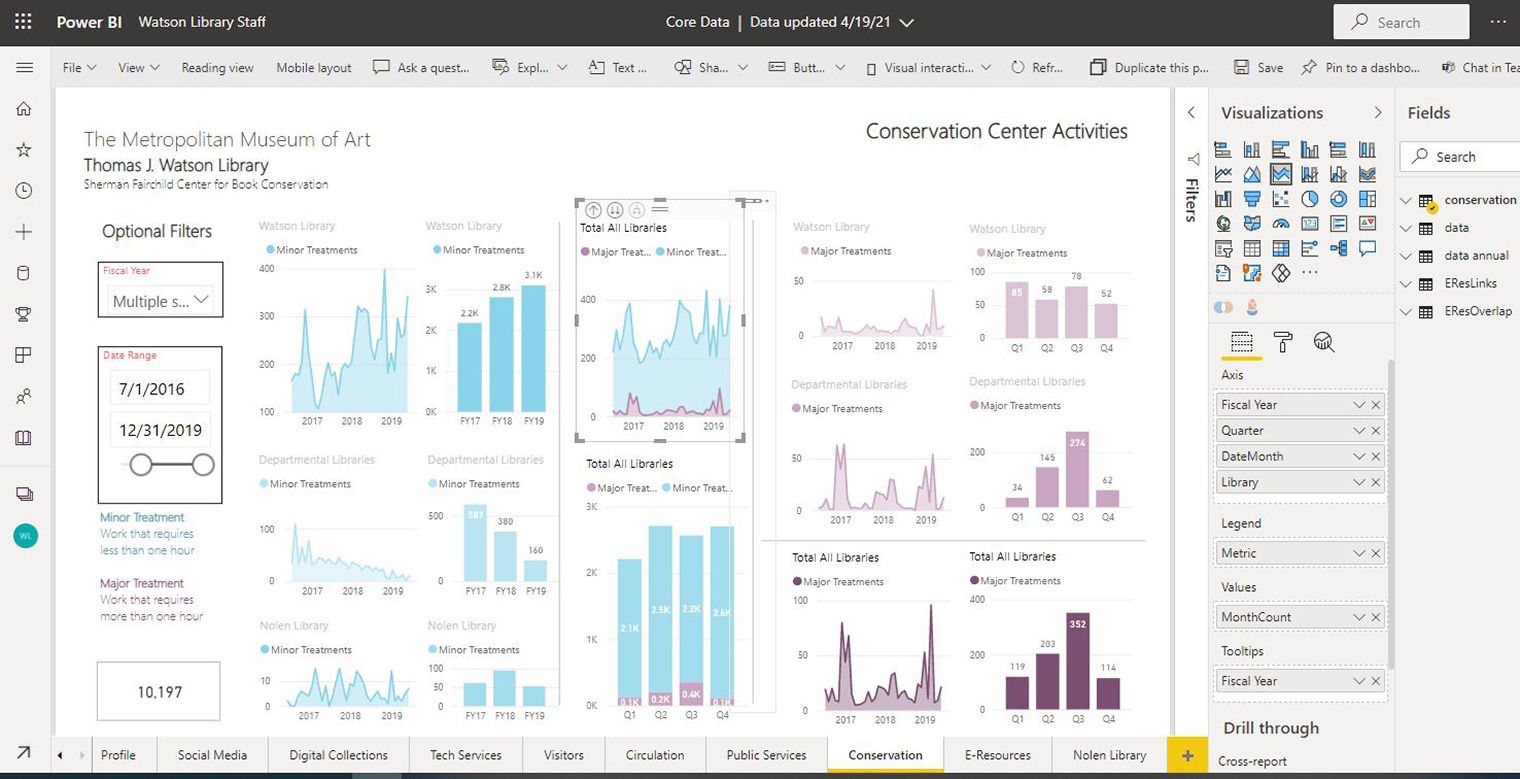 Power BI Watson Library Staff Core Data | Data updated 4/19/21 Search ...
File View Reading view Mobile layout Ask a quest... Expl... Text ... Sha... Butt... Visual interacti... Refr... Duplicate this p... Save Pin to a dashbo... Chat in Tea
The Metropolitan Museum of Art
Thomas J. Watson Library
Sherman Fairchild Center for Book Conservation
Conservation Center Activities
Optional Filters
Fiscal Year
Multiple s...
Date Range
7/1/2016
12/31/2019
Minor Treatment
Work that requires
less than one hour
Major Treatment
Work that requires
more than one hour
10,197
Watson Library
Minor Treatments
400
300
200
100
2017 2018 2019
Watson Library
Minor Treatments
3K
2K
1K
0K
2.2K 2.8K 3.1K
FY17 FY18 FY19
Departmental Libraries
Minor Treatments
100
0
2017 2018 2019
Departmental Libraries
Minor Treatments
500
0
587 380 160
FY17 FY18 FY19
Nolen Library
Minor Treatments
10
0
2017 2018 2019
Nolen Library
Minor Treatments
100
50
0
FY17 FY18 FY19
Total All Libraries
Major Treat... Minor Treat...
400
200
0
2017 2018 2019
Total All Libraries
Major Treat... Minor Treat...
3K
2K
1K
0K
2.1K 2.5K 2.2K 2.6K
0.1K 0.2K 0.4K 0.1K
Q1 Q2 Q3 Q4
Watson Library
Major Treatments
50
0
2017 2018 2019
Watson Library
Major Treatments
100
50
0
85 58 78 52
Q1 Q2 Q3 Q4
Departmental Libraries
Major Treatments
50
0
2017 2018 2019
Departmental Libraries
Major Treatments
200
0
34 145 274 62
Q1 Q2 Q3 Q4
Total All Libraries
Major Treatments
100
50
0
2017 2018 2019
Total All Libraries
Major Treatments
400
200
0
119 203 352 114
Q1 Q2 Q3 Q4
Filters
Visualizations
Axis
Fiscal Year
Quarter
DateMonth
Library
Legend
Metric
Values
MonthCount
Tooltips
Fiscal Year
Drill through
Cross-report
Fields
Search
conservation
data
data annual
EResLinks
EResOverlap
WL
Profile Social Media Digital Collections Tech Services Visitors Circulation Public Services Conservation E-Resources Nolen Library +